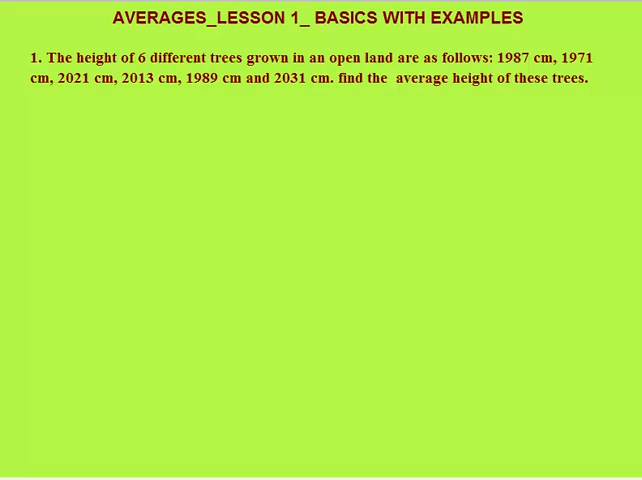 AVERAGES_LESSON 1_ BASICS WITH EXAMPLES
1. The height of 6 different trees grown in an open land are as follows: 1987 cm, 1971
cm, 2021 cm, 2013 cm, 1989 cm and 2031 cm. find the  average height of these trees.